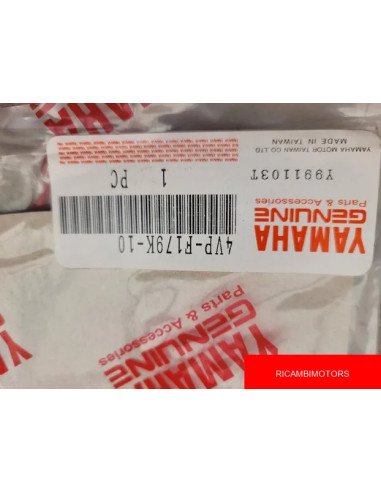 YAMAHA
GENUINE
Parts & Accessories
4VP-F179K-10
1 PC
Y991103T
YAMAHA MOTOR TAIWAN CO.,LTD.
MADE IN TAIWAN
YAMAHA
GENUINE
Parts & Accessories
RICAMBIMOTORS